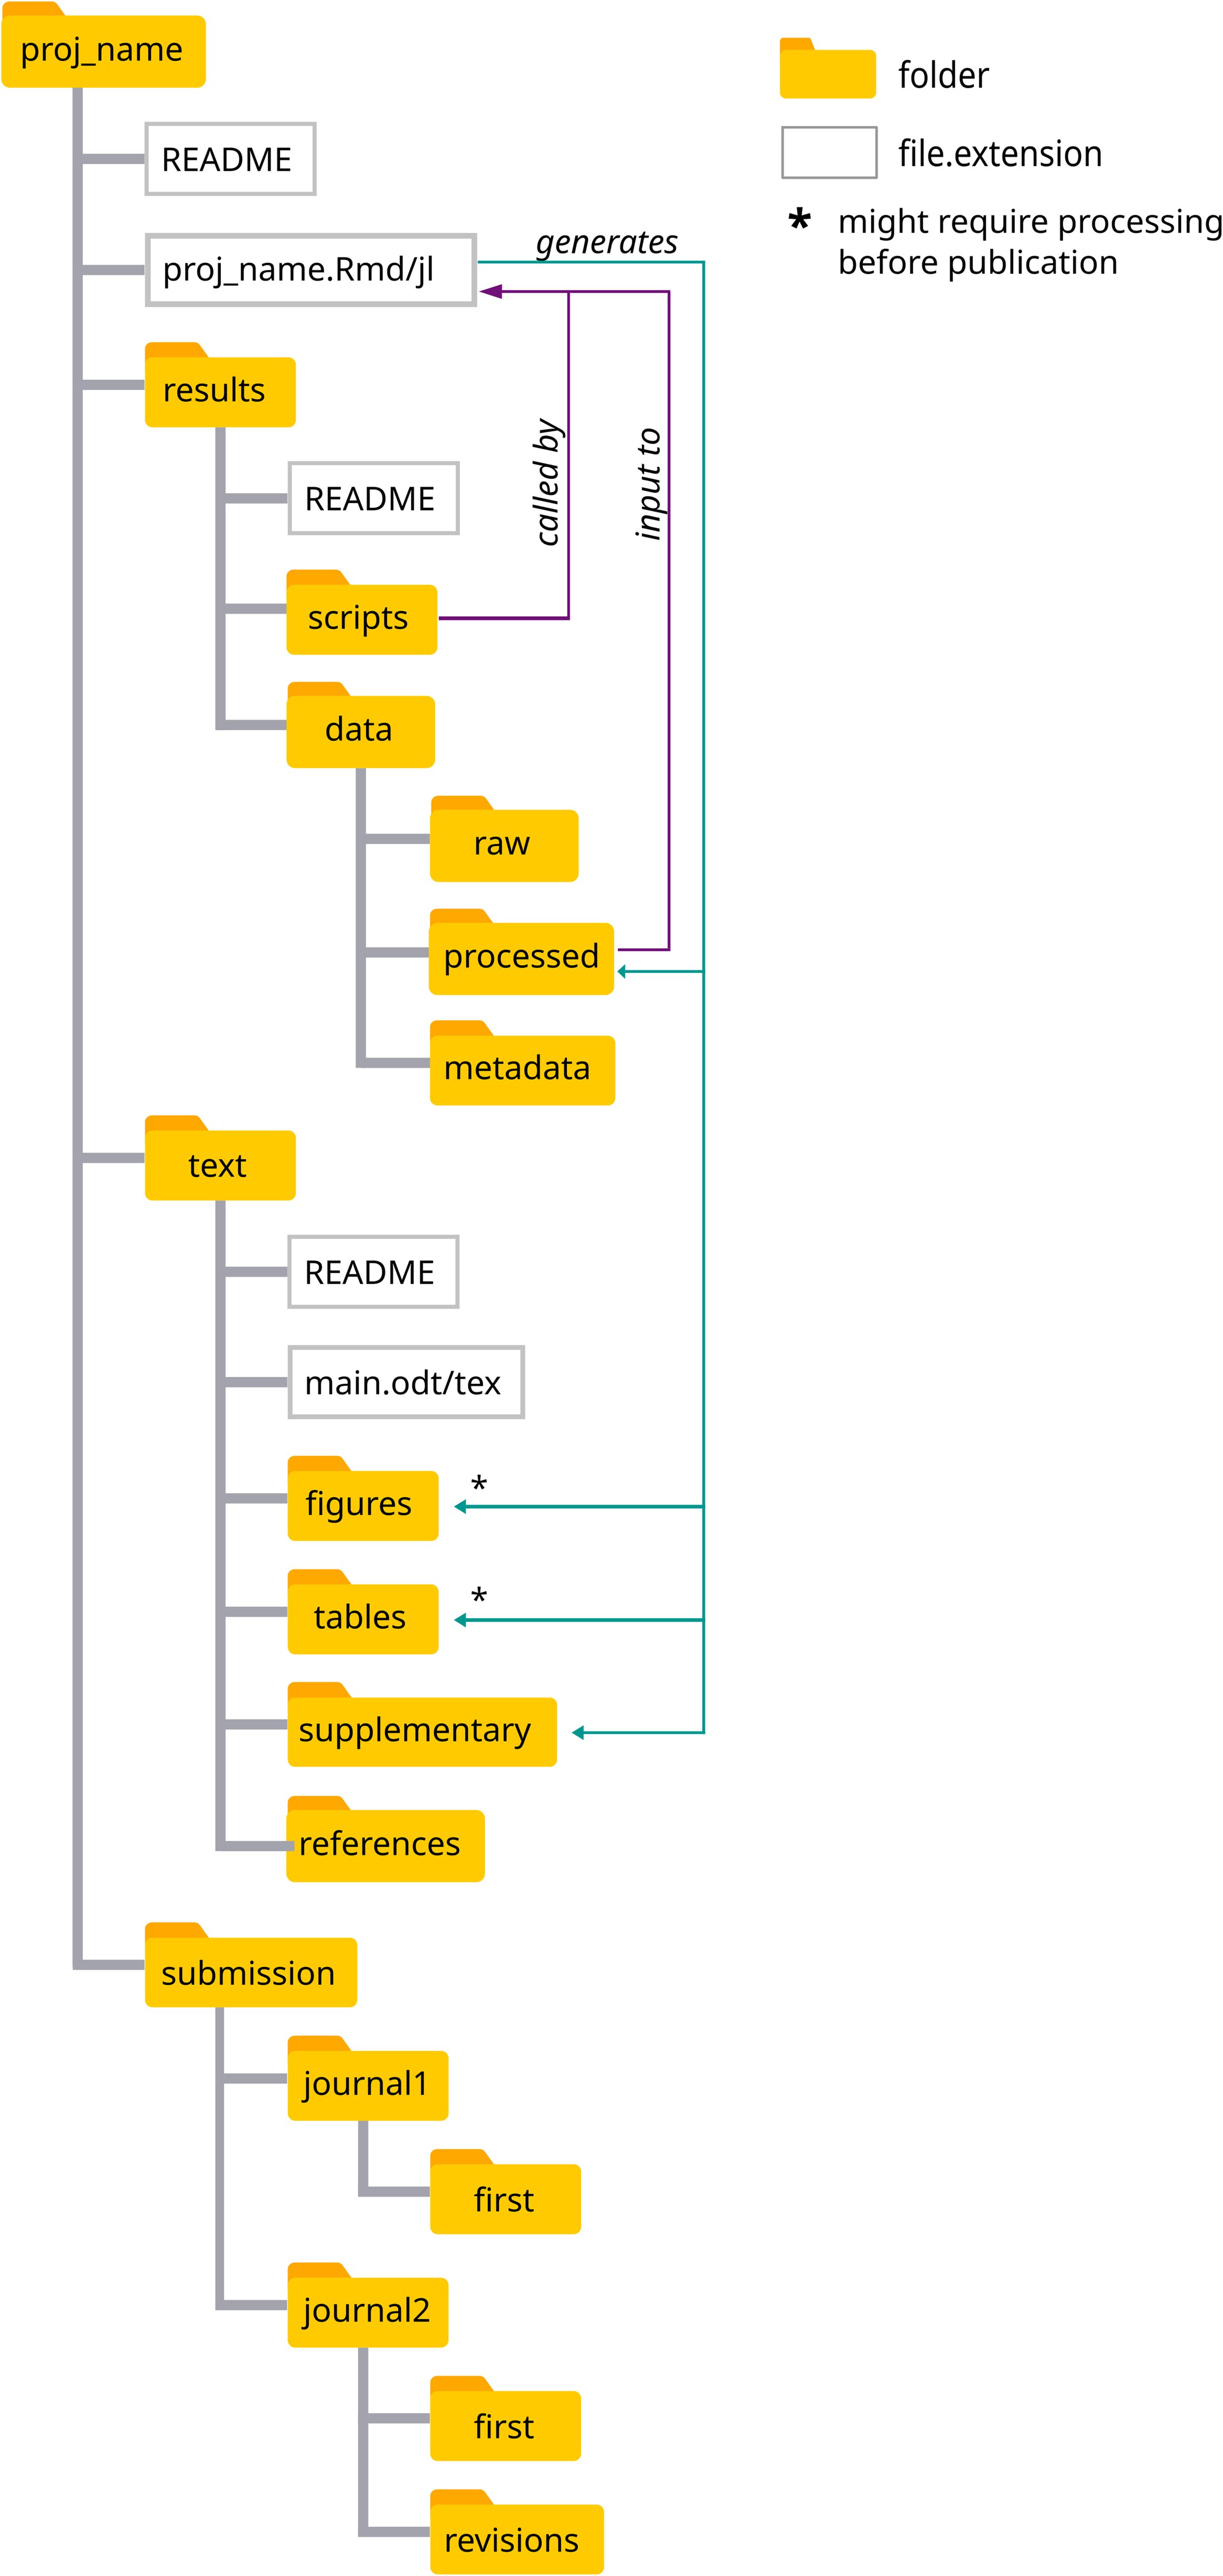 proj_name
folder
README
file.extension
*
might require processing
before publication
generates
proj_name.Rmd/jl
results
called by
input to
README
scripts
data
raw
processed
metadata
text
README
main.odt/tex
*
figures
*
tables
supplementary
references
submission
journal1
first
journal2
first
revisions